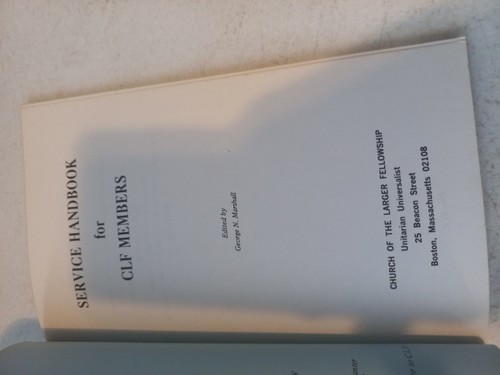 SERVICE HANDBOOK
for
CLF MEMBERS
Edited by
George N. Marshall
CHURCH OF THE LARGER FELLOWSHIP
Unitarian Universalist
25 Beacon Street
Boston, Massachusetts 02108